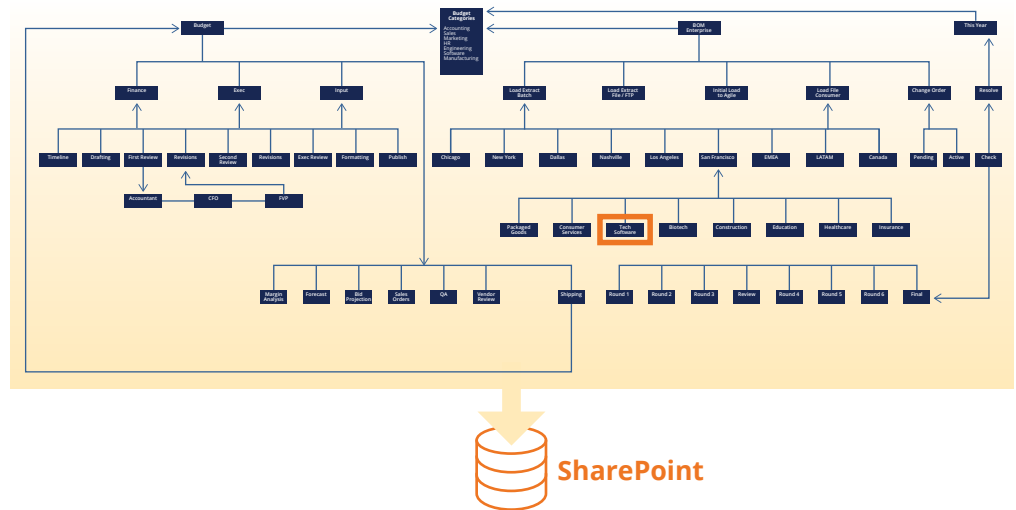 Budget
Categories
Accounting
Sales
Marketing
HR
Engineering
Software
Manufacturing
Budget
BOM
Enterprise
This Year
Finance
Exec
Input
Load Extract
Batch
Load Extract
File / FTP
Initial Load
to Agile
Load File
Consumer
Change Order
Resolve
Timeline
Drafting
First Review
Revisions
Second
Review
Revisions
Exec Review
Formatting
Publish
Chicago
New York
Dallas
Nashville
Los Angeles
San Francisco
EMEA
LATAM
Canada
Pending
Active
Check
Accountant
CFO
FVP
Packaged
Goods
Consumer
Services
Tech
Software
Biotech
Construction
Education
Healthcare
Insurance
Margin
Analysis
Forecast
Bid
Projection
Sales
Orders
QA
Vendor
Review
Shipping
Round 1
Round 2
Round 3
Review
Round 4
Round 5
Round 6
Final
SharePoint